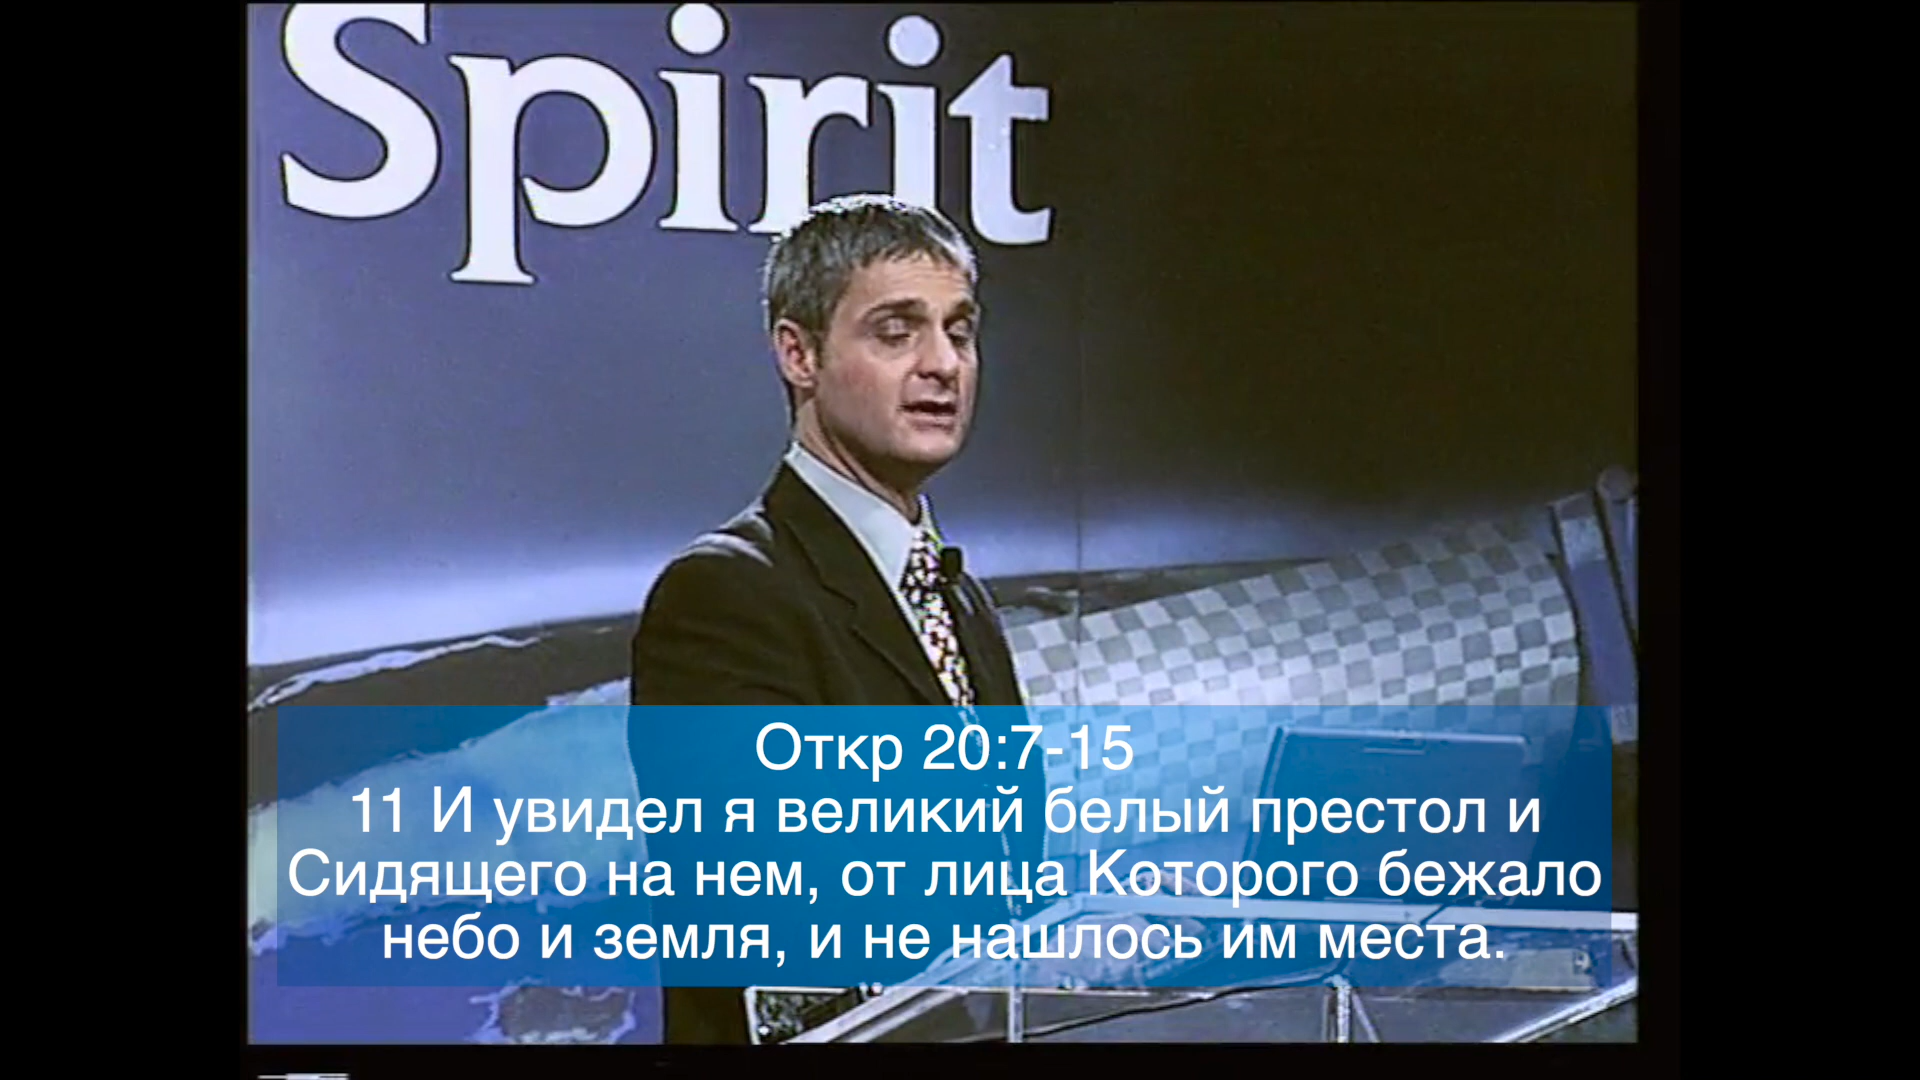 Spirit
Откр 20:7-15
11 И увидел я великий белый престол и
Сидящего на нем, от лица Которого бежало
небо и земля, и не нашлось им места.